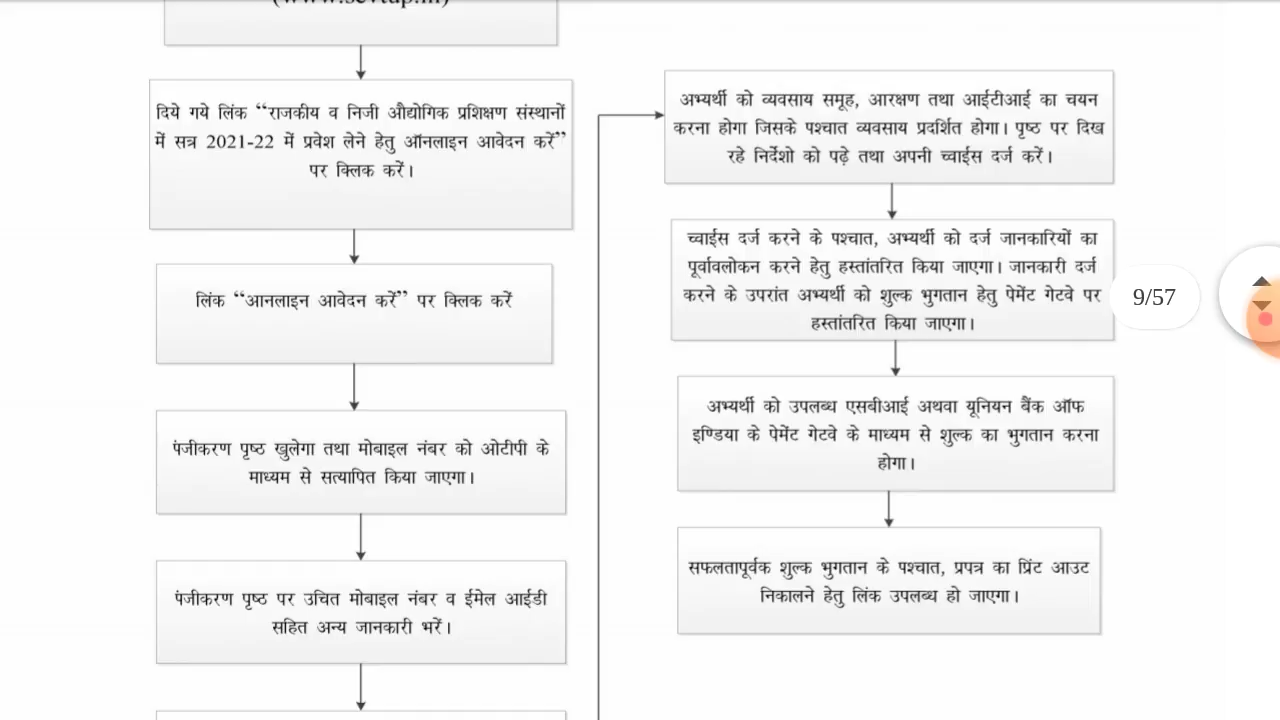 (www.scvtup.in)
दिये गये लिंक “राजकीय व निजी औद्योगिक प्रशिक्षण संस्थानों
में सत्र 2021-22 में प्रवेश लेने हेतु ऑनलाइन आवेदन करें”
पर क्लिक करें।
लिंक “आनलाइन आवेदन करें” पर क्लिक करें
पंजीकरण पृष्ठ खुलेगा तथा मोबाइल नंबर को ओटीपी के
माध्यम से सत्यापित किया जाएगा।
पंजीकरण पृष्ठ पर उचित मोबाइल नंबर व ईमेल आईडी
सहित अन्य जानकारी भरें।
अभ्यर्थी को व्यवसाय समूह, आरक्षण तथा आईटीआई का चयन
करना होगा जिसके पश्चात व्यवसाय प्रदर्शित होगा। पृष्ठ पर दिख
रहे निर्देशो को पढ़े तथा अपनी च्वाईस दर्ज करें।
च्वाईस दर्ज करने के पश्चात, अभ्यर्थी को दर्ज जानकारियों का
पूर्वावलोकन करने हेतु हस्तांतरित किया जाएगा। जानकारी दर्ज
करने के उपरांत अभ्यर्थी को शुल्क भुगतान हेतु पेमेंट गेटवे पर
हस्तांतरित किया जाएगा।
अभ्यर्थी को उपलब्ध एसबीआई अथवा यूनियन बैंक ऑफ
इण्डिया के पेमेंट गेटवे के माध्यम से शुल्क का भुगतान करना
होगा।
सफलतापूर्वक शुल्क भुगतान के पश्चात, प्रपत्र का प्रिंट आउट
निकालने हेतु लिंक उपलब्ध हो जाएगा।
9/57